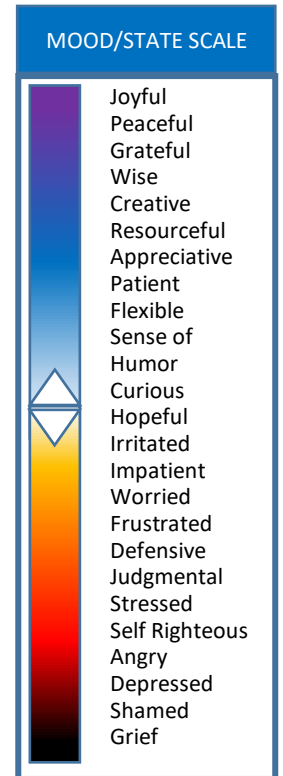 MOOD/STATE SCALE
Joyful
Peaceful
Grateful
Wise
Creative
Resourceful
Appreciative
Patient
Flexible
Sense of
Humor
Curious
Hopeful
Irritated
Impatient
Worried
Frustrated
Defensive
Judgmental
Stressed
Self Righteous
Angry
Depressed
Shamed
Grief